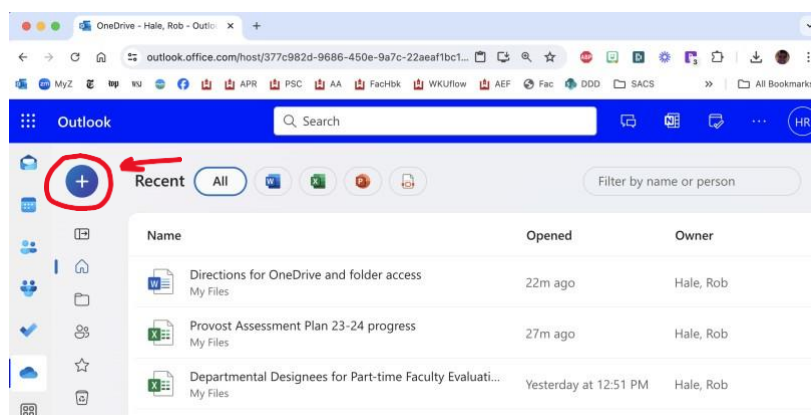 OneDrive - Hale, Rob - Outlo
outlook.office.com/host/377c982d-9686-450e-9a7c-22aeaf1bc1...
MyZ top WSJ APR PSC AA FacHbk WKUflow AEF Fac DDD SACS » All Bookmarks
Outlook Search HR
Recent All Filter by name or person
Name Opened Owner
Directions for OneDrive and folder access 22m ago Hale, Rob
My Files
Provost Assessment Plan 23-24 progress 27m ago Hale, Rob
My Files
Departmental Designees for Part-time Faculty Evaluati... Yesterday at 12:51 PM Hale, Rob
My Files